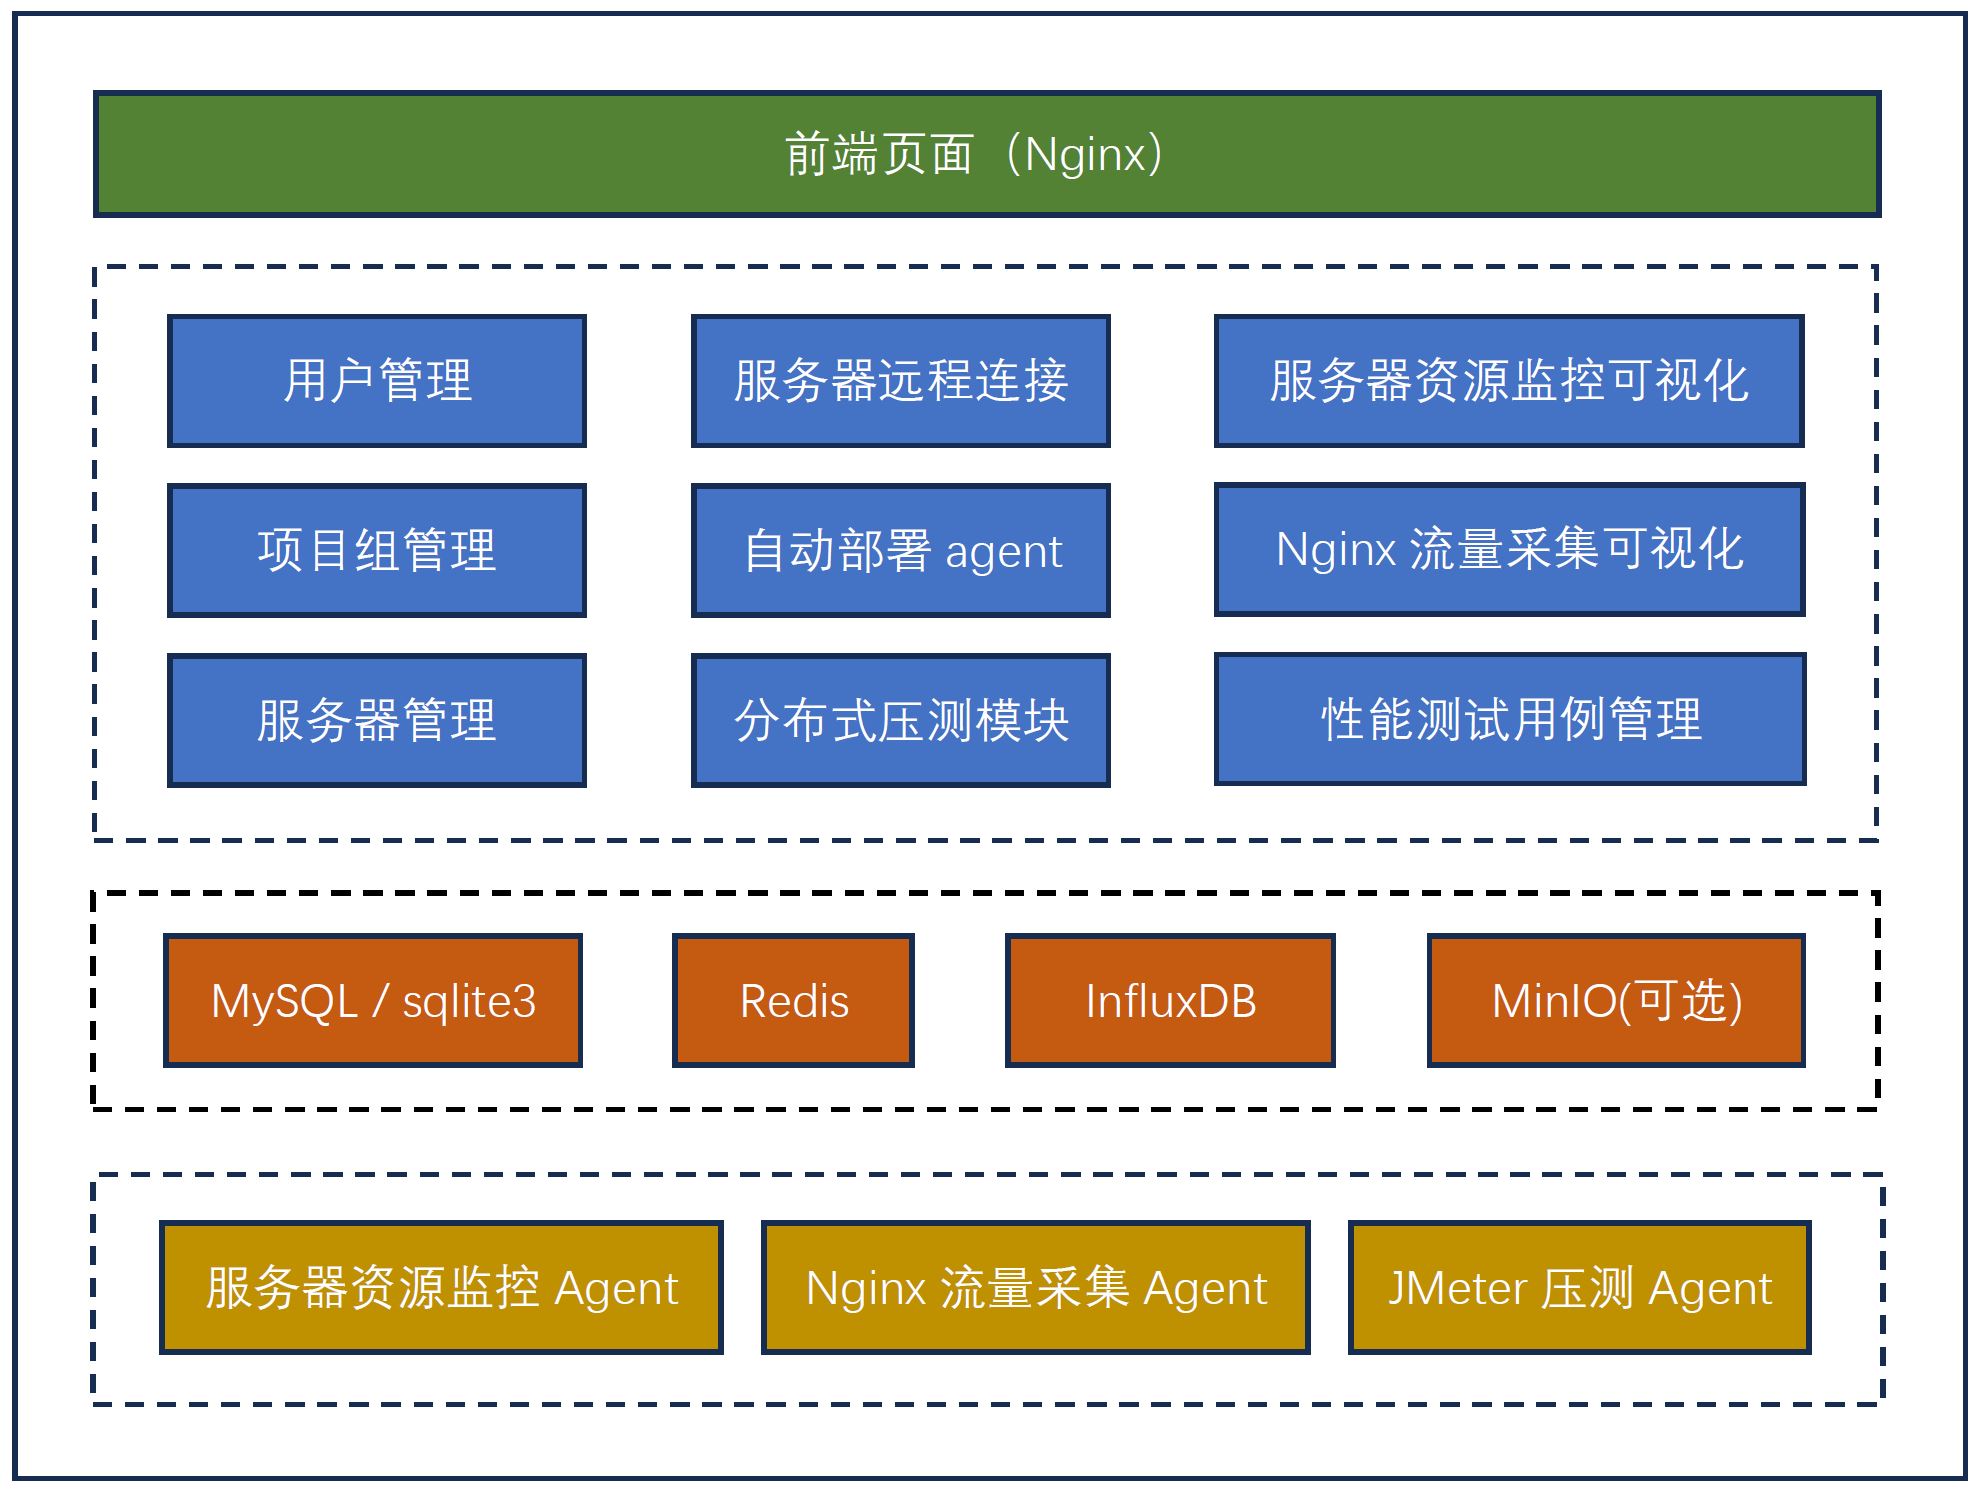 前端页面（Nginx）
用户管理
服务器远程连接
服务器资源监控可视化
项目组管理
自动部署 agent
Nginx 流量采集可视化
服务器管理
分布式压测模块
性能测试用例管理
MySQL / sqlite3
Redis
InfluxDB
MinIO(可选)
服务器资源监控 Agent
Nginx 流量采集 Agent
JMeter 压测 Agent